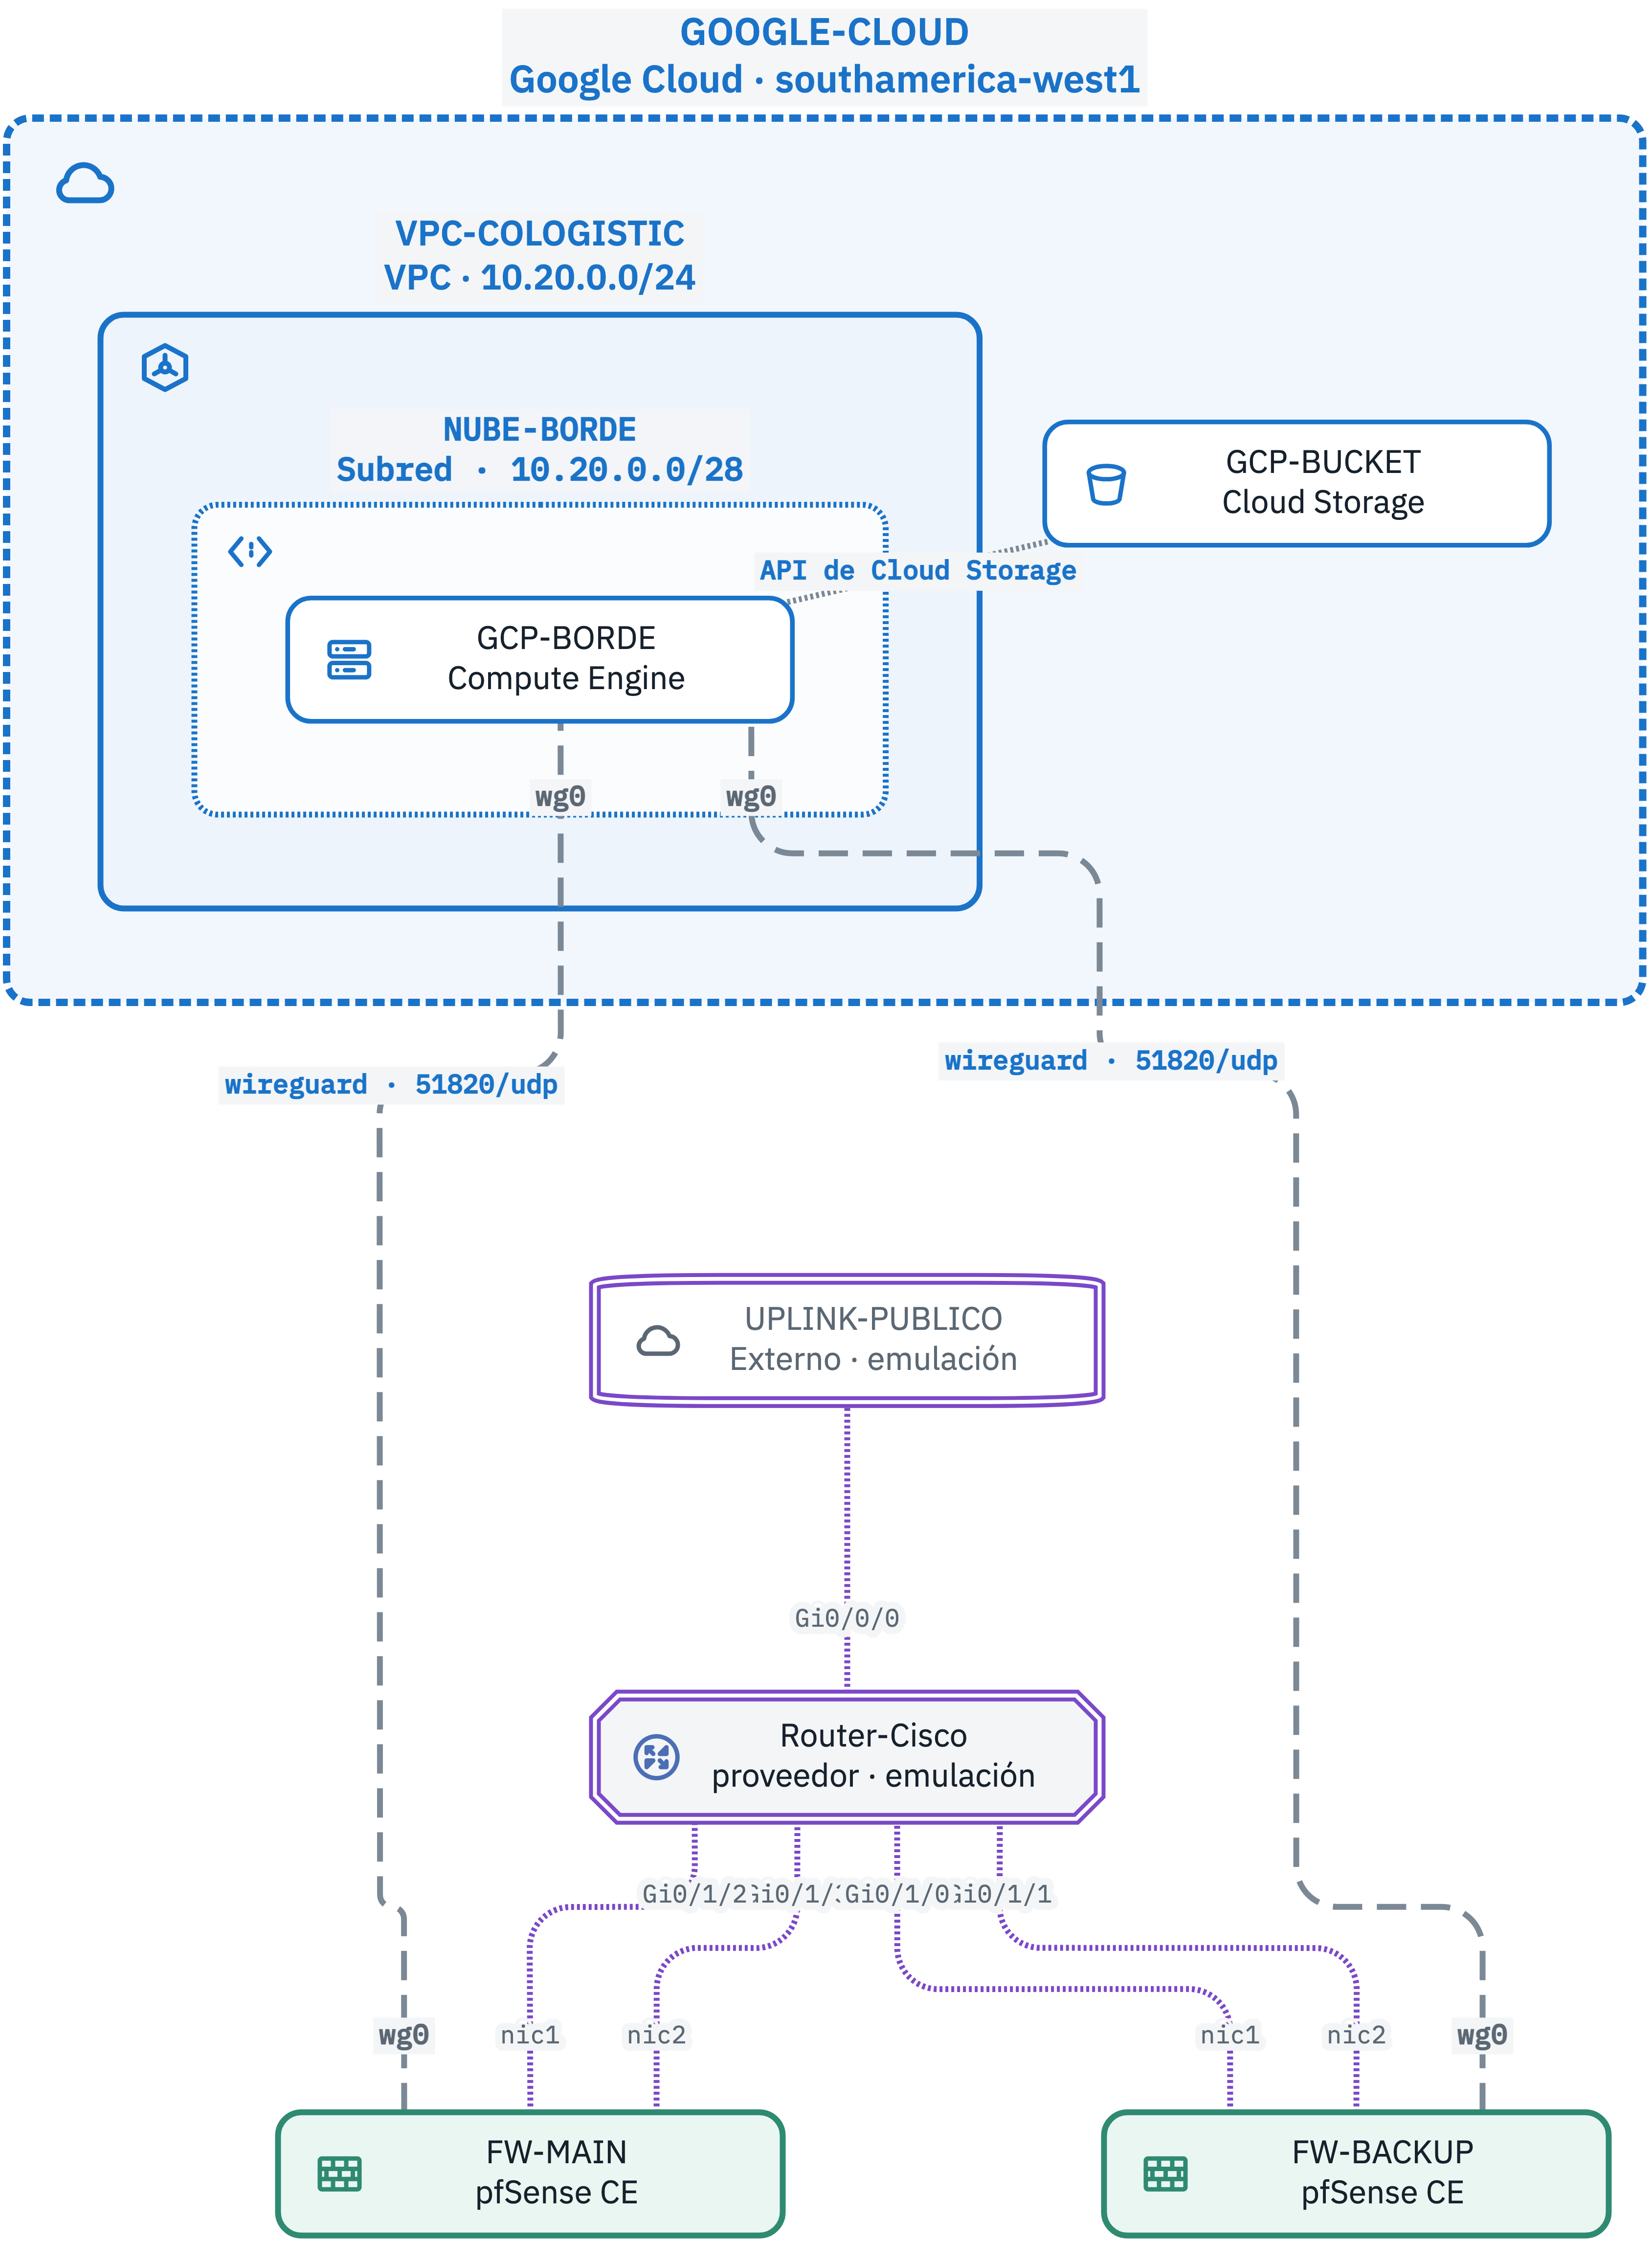 GOOGLE-CLOUD
Google Cloud · southamerica-west1
VPC-COLOGISTIC
VPC · 10.20.0.0/24
NUBE-BORDE
Subred · 10.20.0.0/28
GCP-BUCKET
Cloud Storage
API de Cloud Storage
GCP-BORDE
Compute Engine
wg0
wg0
wireguard · 51820/udp
wireguard · 51820/udp
UPLINK-PUBLICO
Externo · emulación
Gi0/0/0
Router-Cisco
proveedor · emulación
Gi0/1/2
Gi0/1/0
wg0
nic1
nic2
nic1
nic2
wg0
FW-MAIN
pfSense CE
FW-BACKUP
pfSense CE